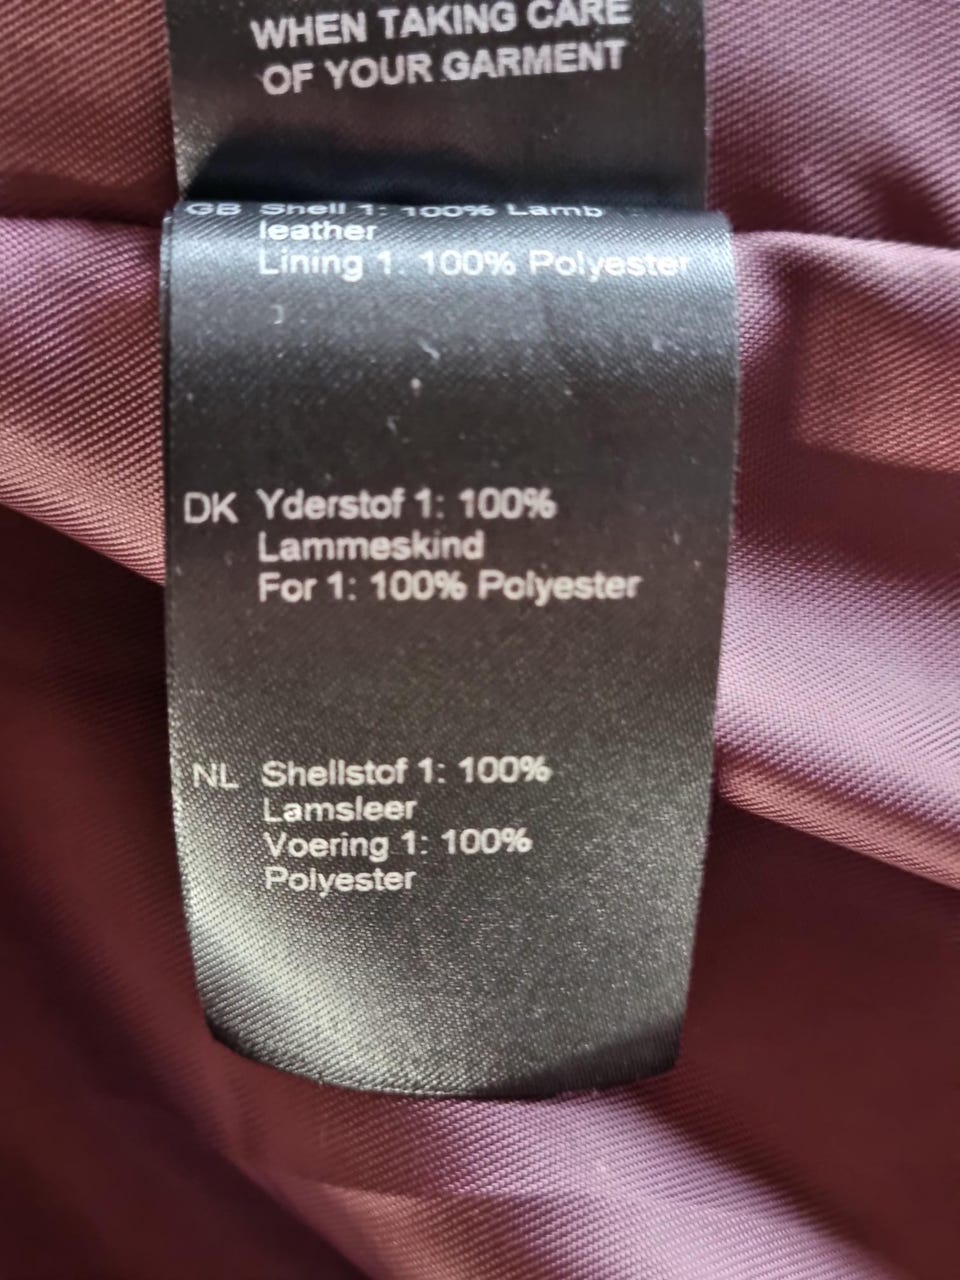 WHEN TAKING CARE
OF YOUR GARMENT
GB Shell 1: 100% Lamb
leather
Lining 1: 100% Polyester
DK Yderstof 1: 100%
Lammeskind
For 1: 100% Polyester
NL Shellstof 1: 100%
Lamsleer
Voering 1: 100%
Polyester